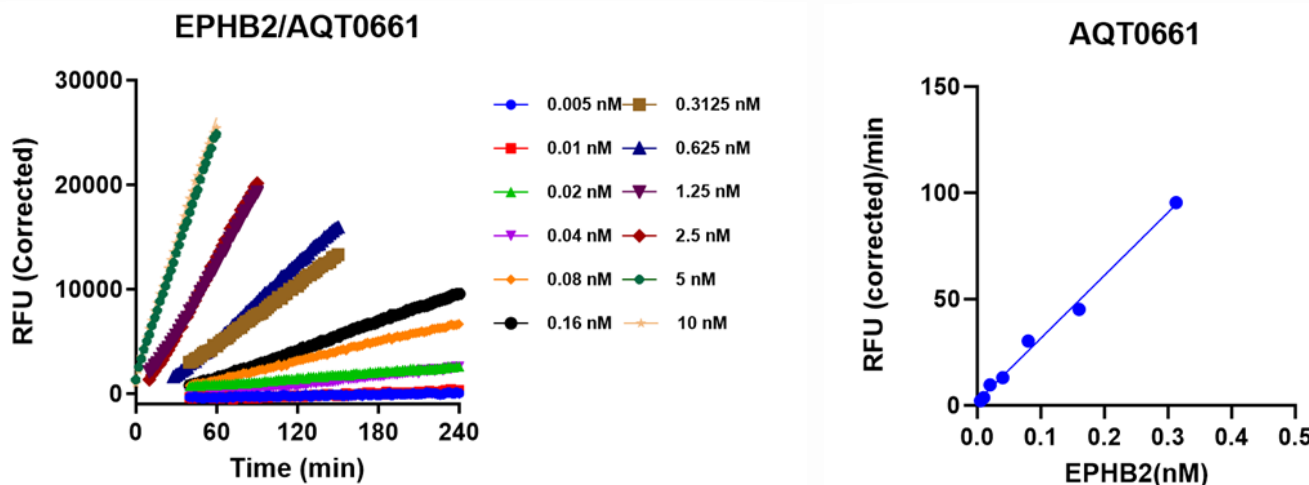 EPHB2/AQT0661
RFU (Corrected)
30000
20000
10000
0
0
60
120
180
240
Time (min)
0.005 nM
0.3125 nM
0.01 nM
0.625 nM
0.02 nM
1.25 nM
0.04 nM
2.5 nM
0.08 nM
5 nM
0.16 nM
10 nM
AQT0661
RFU (corrected)/min
150
100
50
0
0.0
0.1
0.2
0.3
0.4
0.5
EPHB2(nM)